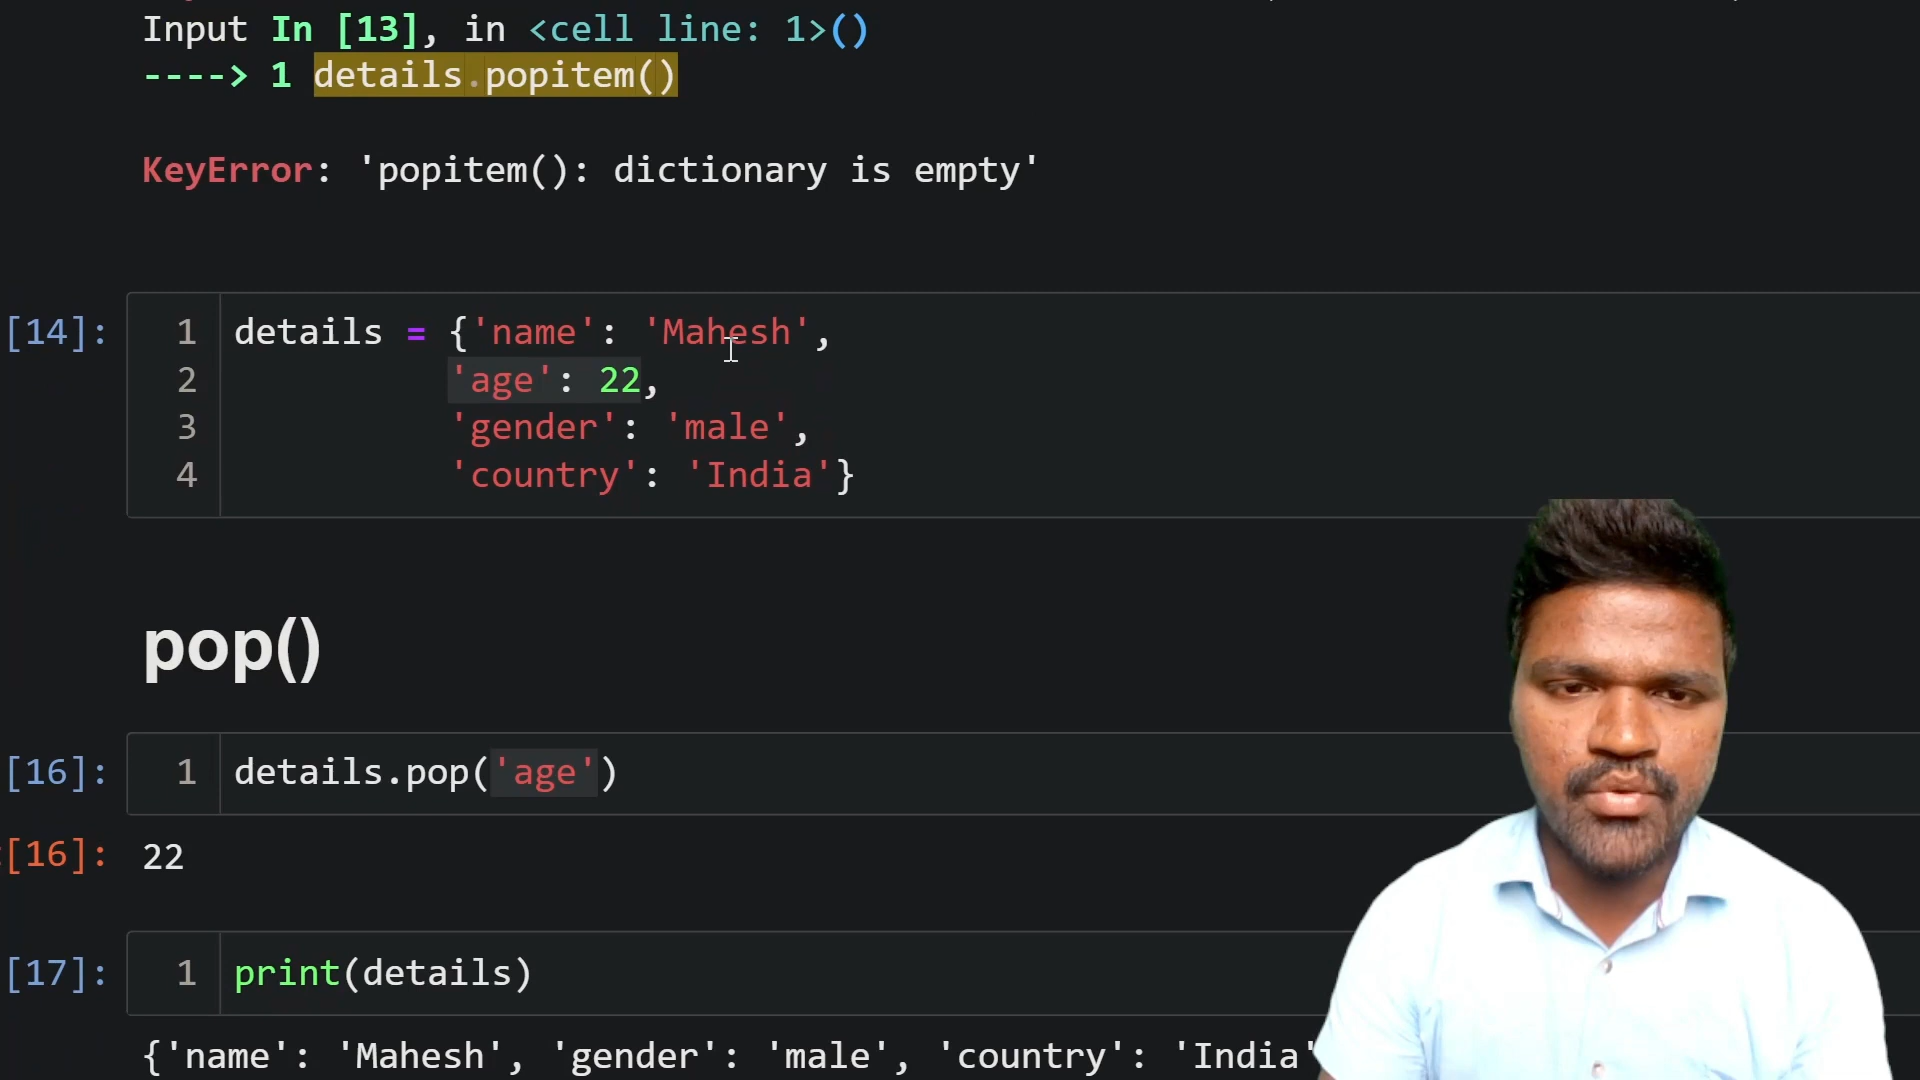 Input In [13], in <cell line: 1>()
----> 1 details.popitem()
KeyError: 'popitem(): dictionary is empty'
[14]:
1 details = {'name': 'Mahesh',
2 'age': 22,
3 'gender': 'male',
4 'country': 'India'}
pop()
[16]: 1 details.pop('age')
[16]: 22
[17]: 1 print(details)
{'name': 'Mahesh', 'gender': 'male', 'country': 'India'